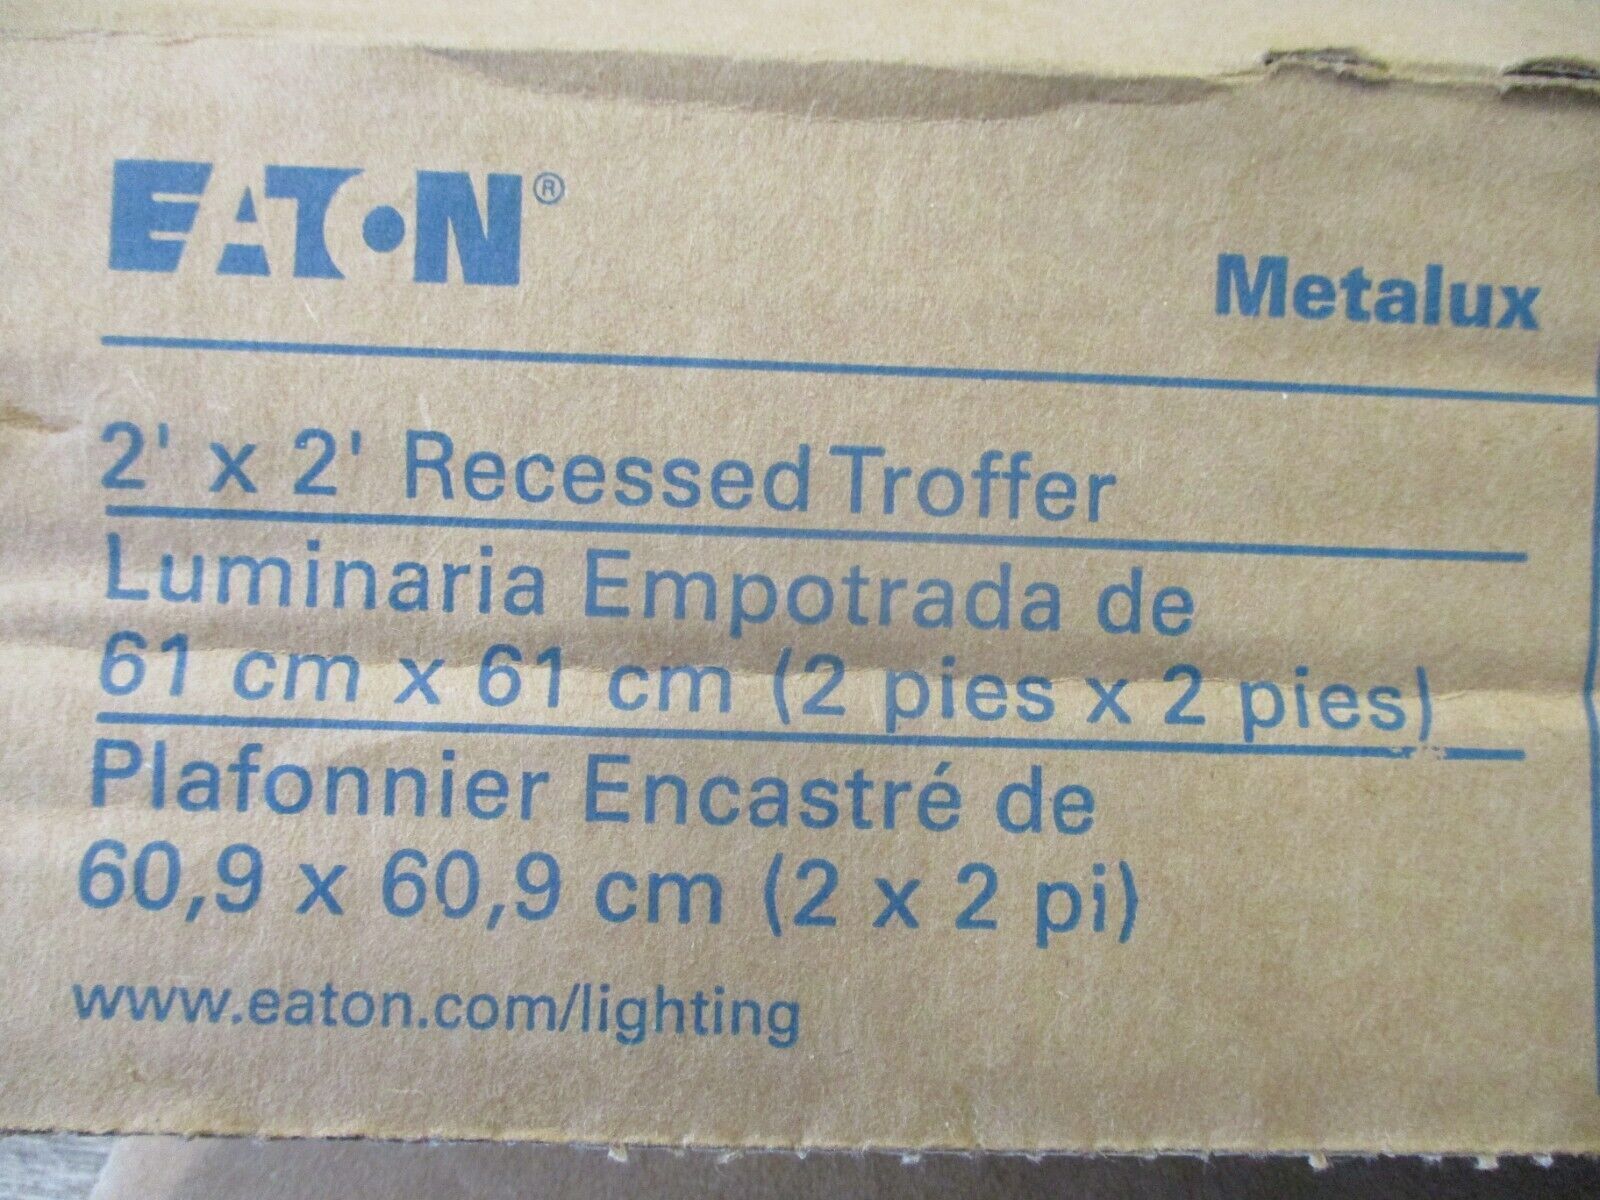 EATON®
Metalux
2' x 2' Recessed Troffer
Luminaria Empotrada de
61 cm x 61 cm (2 pies x 2 pies)
Plafonnier Encastré de
60,9 x 60,9 cm (2 x 2 pi)
www.eaton.com/lighting